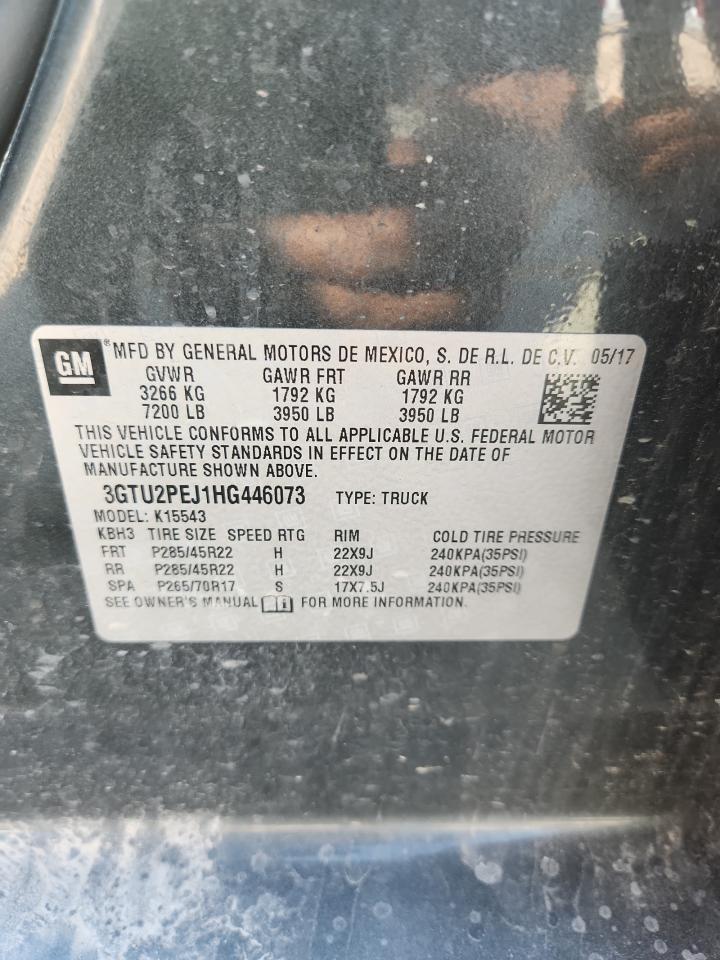 GM ® MFD BY GENERAL MOTORS DE MEXICO, S. DE R.L. DE C.V. 05/17
GVWR GAWR FRT GAWR RR
3266 KG 1792 KG 1792 KG
7200 LB 3950 LB 3950 LB
THIS VEHICLE CONFORMS TO ALL APPLICABLE U.S. FEDERAL MOTOR
VEHICLE SAFETY STANDARDS IN EFFECT ON THE DATE OF
MANUFACTURE SHOWN ABOVE.
3GTU2PEJ1HG446073 TYPE: TRUCK
MODEL: K15543
KBH3 TIRE SIZE SPEED RTG RIM COLD TIRE PRESSURE
FRT P285/45R22 H 22X9J 240KPA(35PSI)
RR P285/45R22 H 22X9J 240KPA(35PSI)
SPA P265/70R17 S 17X7.5J 240KPA(35PSI)
SEE OWNER'S MANUAL FOR MORE INFORMATION.